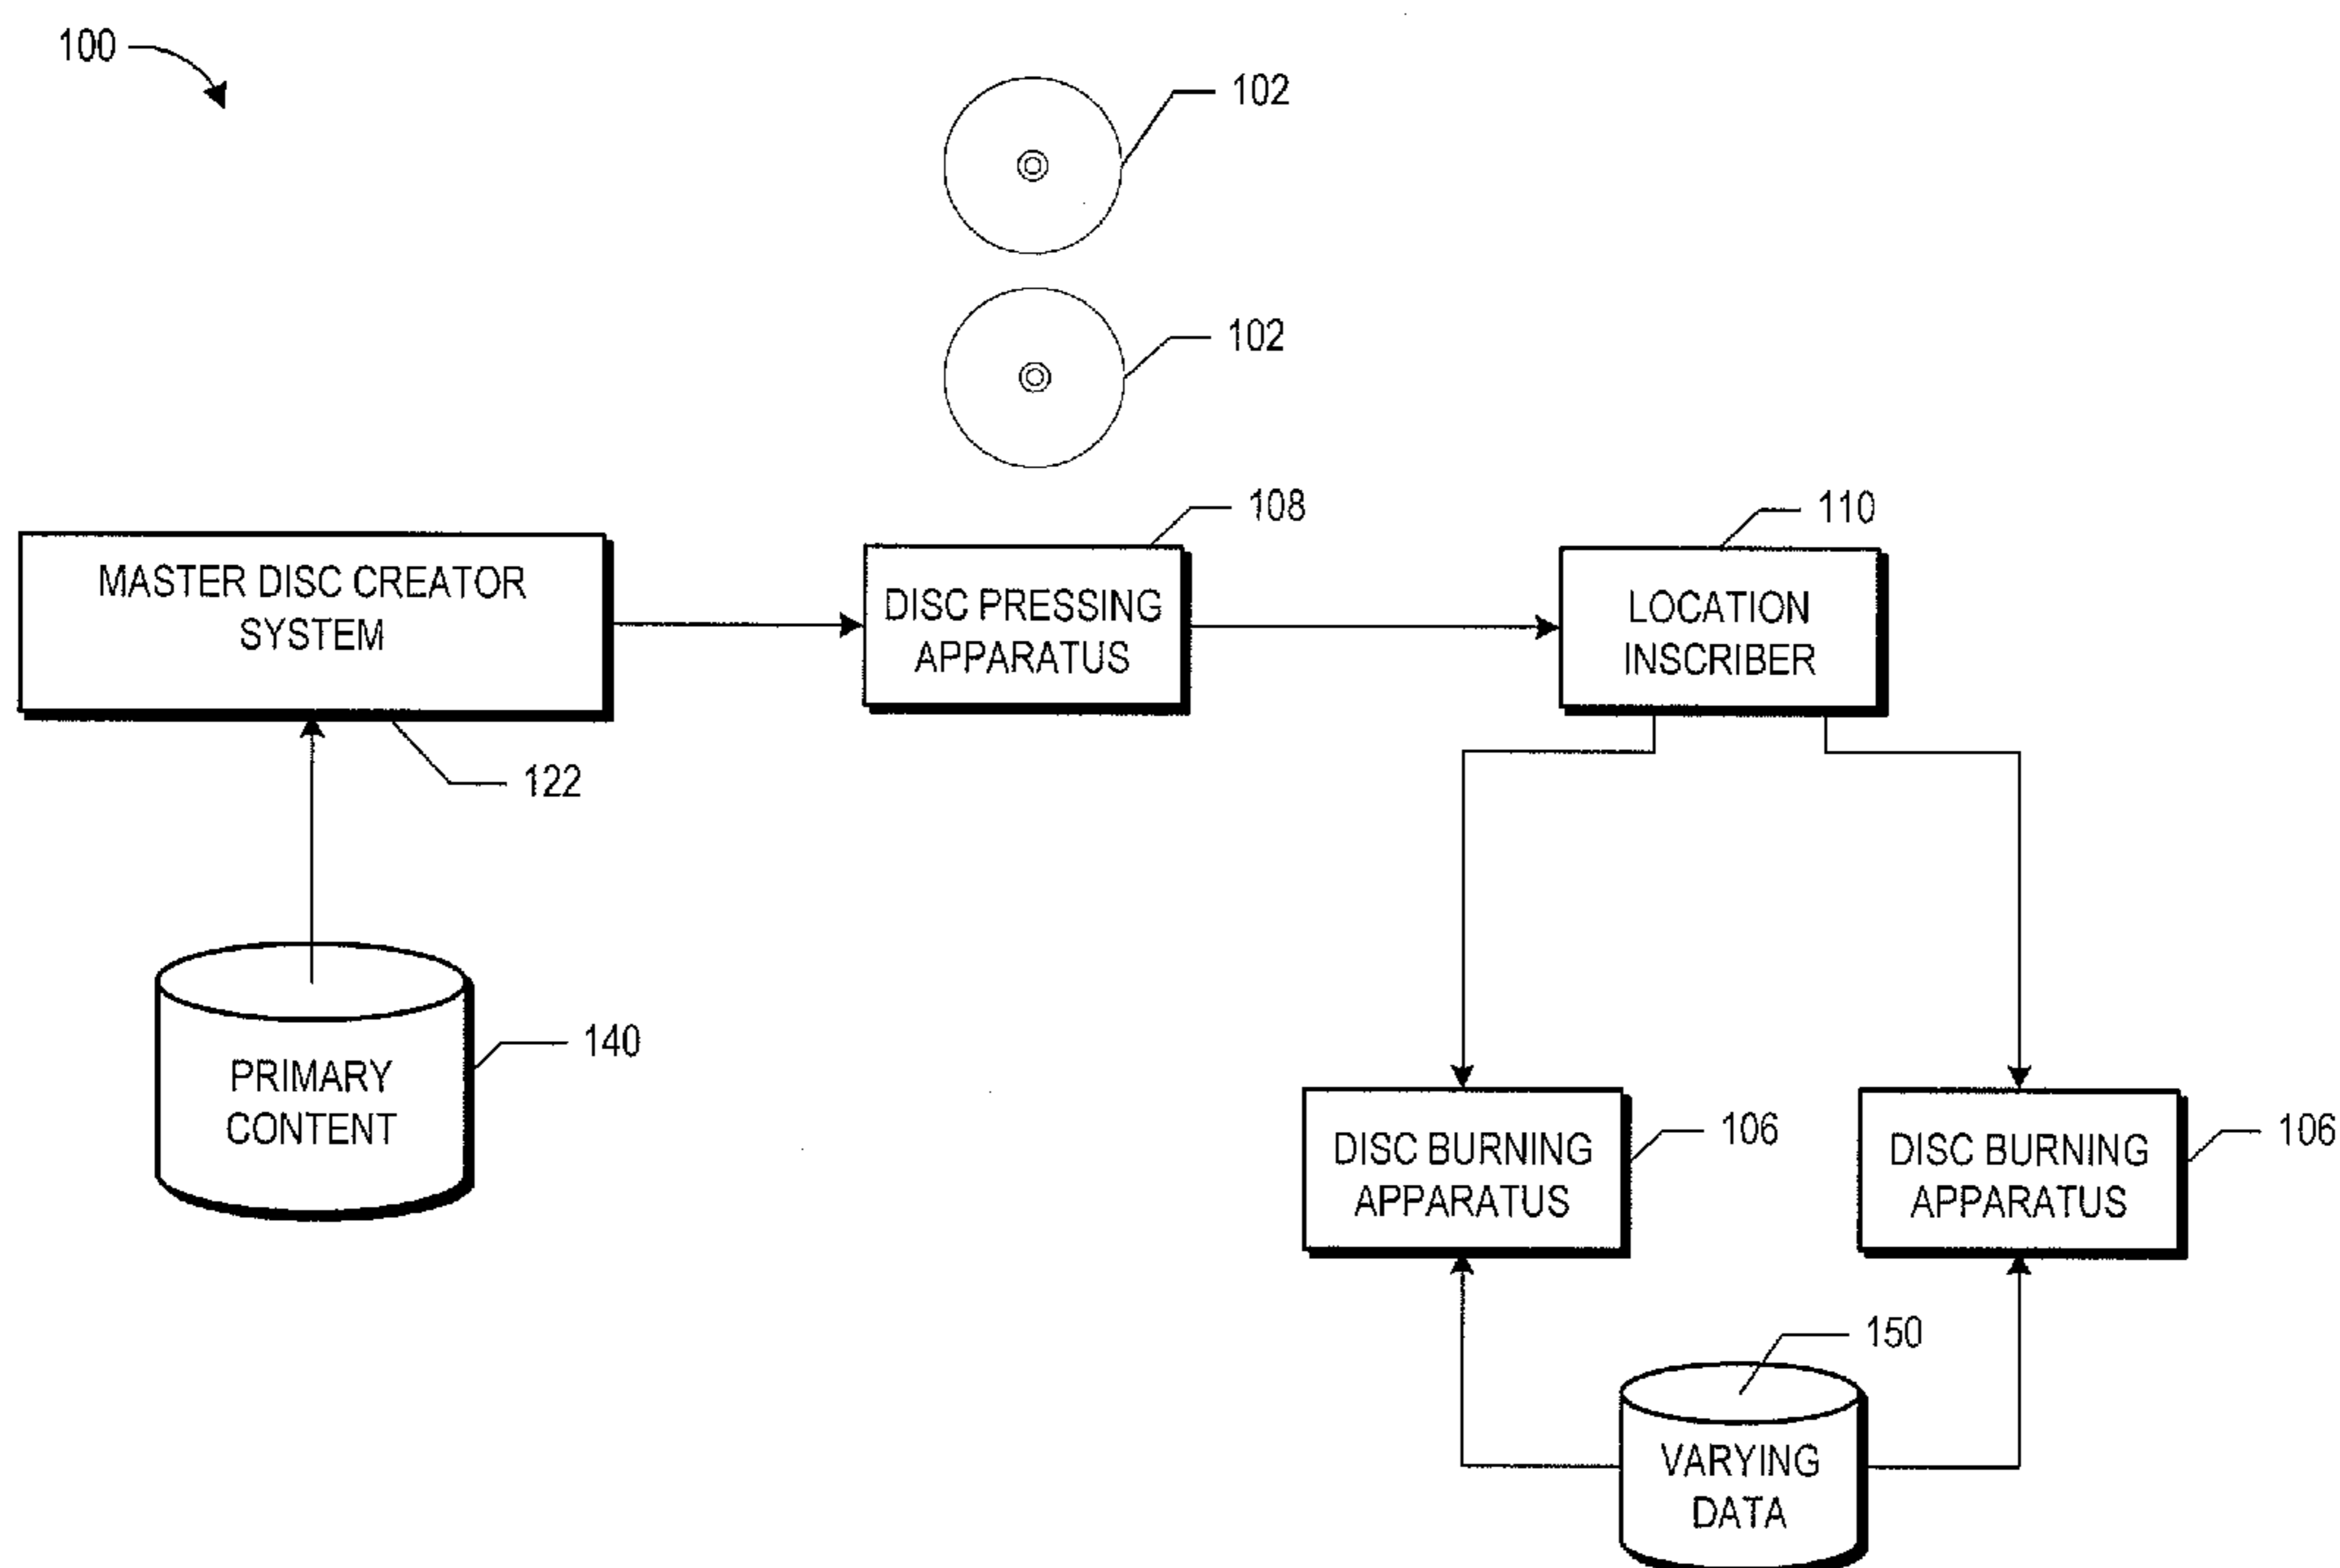 100
102
102
108
110
MASTER DISC CREATOR
SYSTEM
DISC PRESSING
APPARATUS
LOCATION
INSCRIBER
122
140
PRIMARY
CONTENT
106
106
DISC BURNING
APPARATUS
DISC BURNING
APPARATUS
150
VARYING
DATA